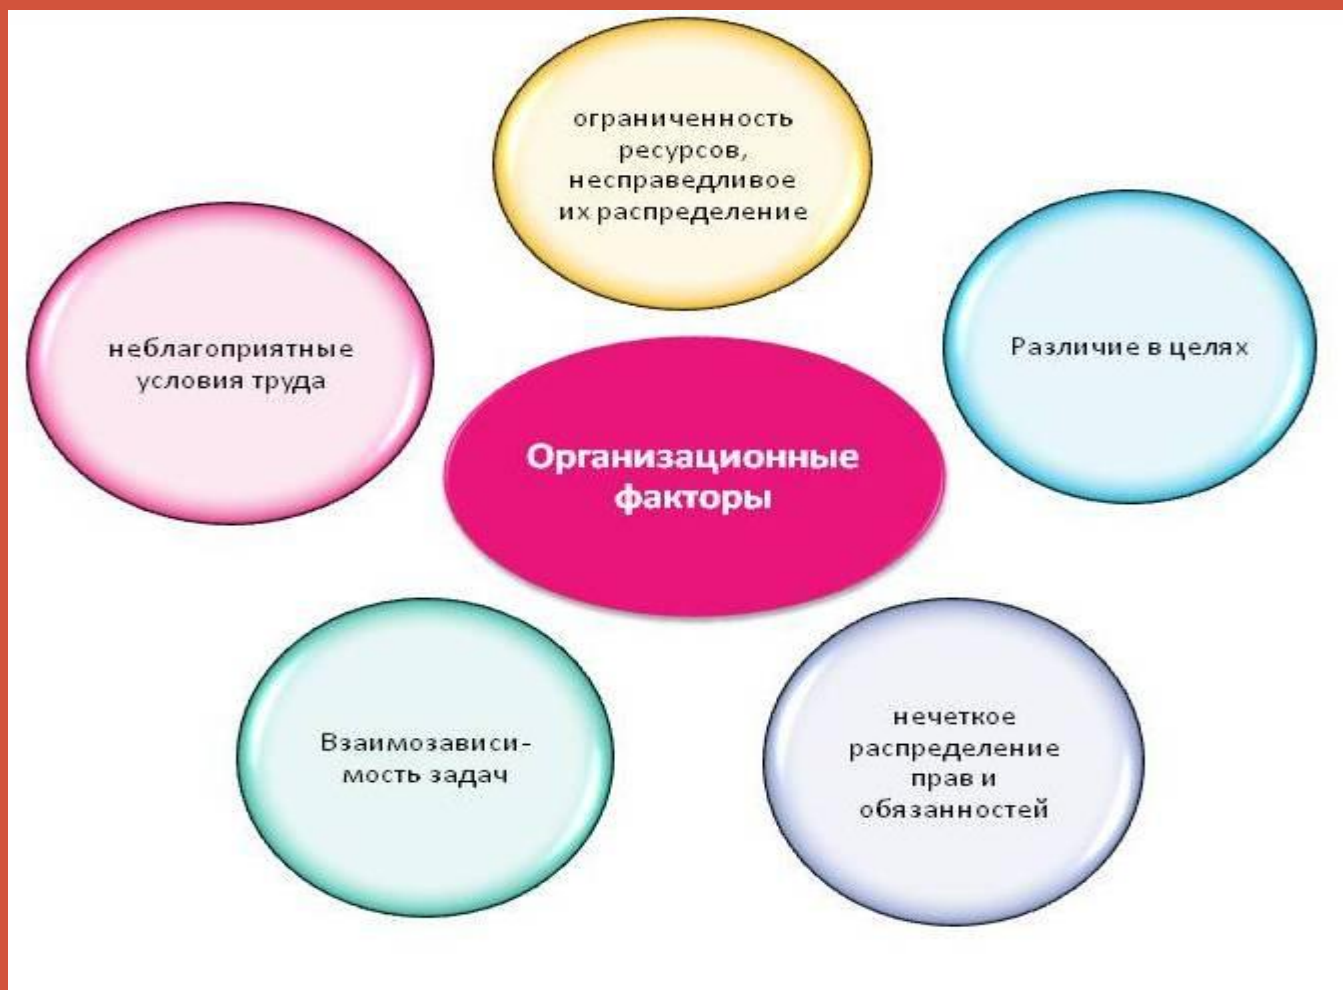 ограниченность
ресурсов,
несправедливое
их распределение
неблагоприятные
условия труда
Различие в целях
Организационные
факторы
Взаимозависи-
мость задач
нечеткое
распределение
прав и
обязанностей